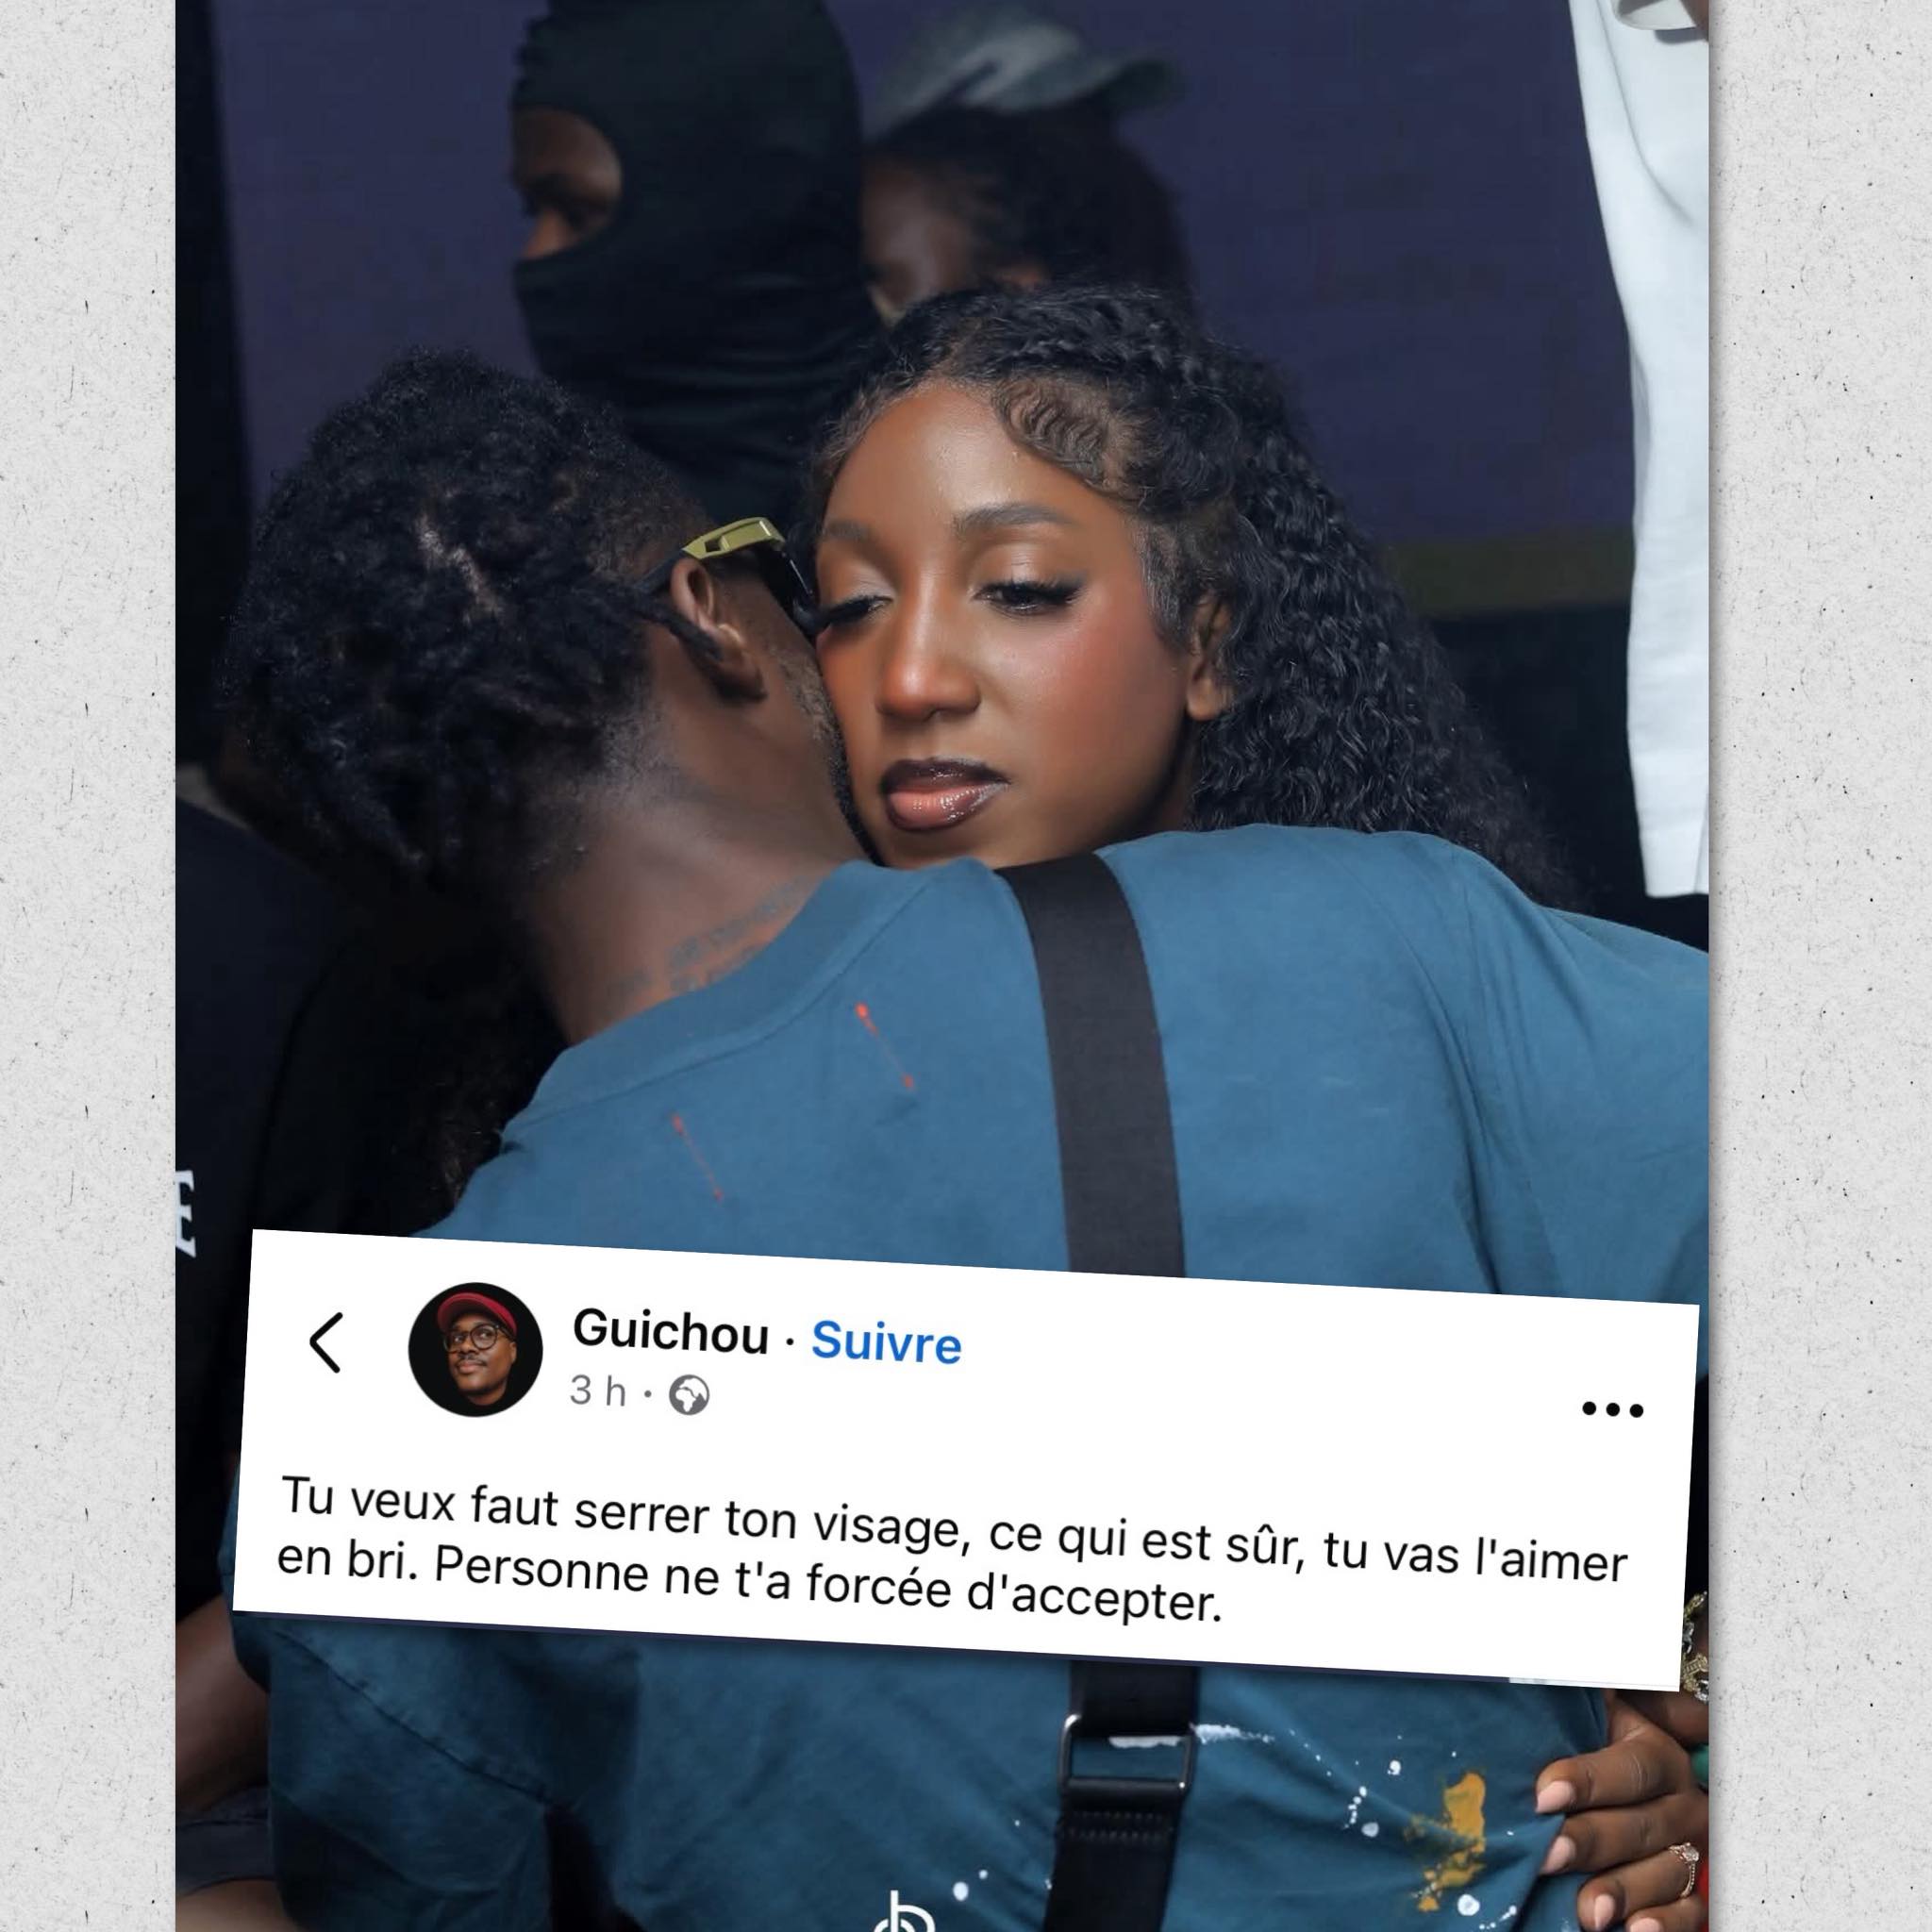 E
Guichou · Suivre
3 h ·
Tu veux faut serrer ton visage, ce qui est sûr, tu vas l'aimer
en bri. Personne ne t'a forcée d'accepter.